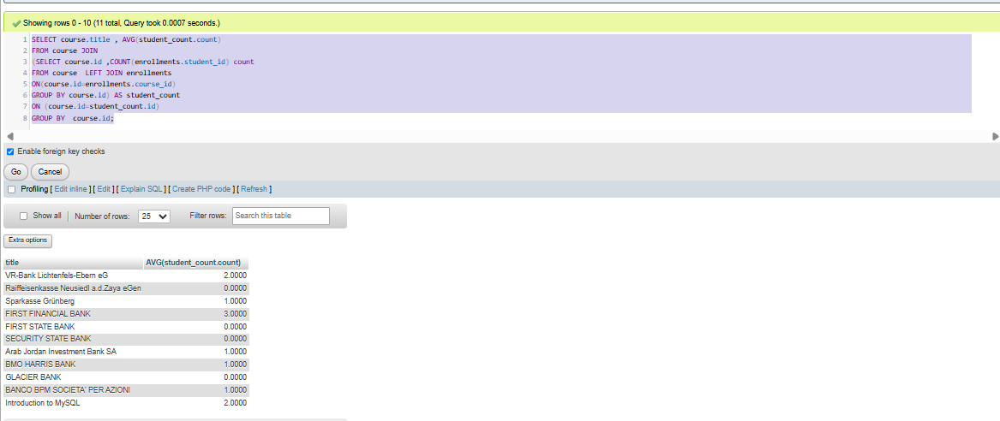 Showing rows 0 - 10 (11 total, Query took 0.0007 seconds.)
1 SELECT course.title , AVG(student_count.count)
2 FROM course JOIN
3 (SELECT course.id ,COUNT(enrollments.student_id) count
4 FROM course  LEFT JOIN enrollments
5 ON(course.id=enrollments.course_id)
6 GROUP BY course.id) AS student_count
7 ON (course.id=student_count.id)
8 GROUP BY  course.id;
Enable foreign key checks
Go Cancel
Profiling [ Edit inline ] [ Edit ] [ Explain SQL ] [ Create PHP code ] [ Refresh ]
Show all | Number of rows: 25 Filter rows: Search this table
Extra options
title AVG(student_count.count)
VR-Bank Lichtenfels-Ebern eG 2.0000
Raiffeisenkasse Neusiedl a.d.Zaya eGen 0.0000
Sparkasse Grünberg 1.0000
FIRST FINANCIAL BANK 3.0000
FIRST STATE BANK 0.0000
SECURITY STATE BANK 0.0000
Arab Jordan Investment Bank SA 1.0000
BMO HARRIS BANK 1.0000
GLACIER BANK 0.0000
BANCO BPM SOCIETA' PER AZIONI 1.0000
Introduction to MySQL 2.0000